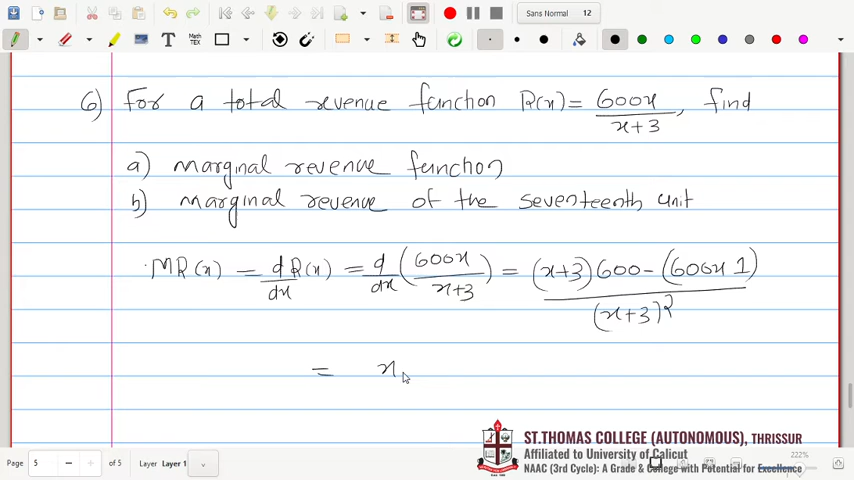 Sans Normal 12
T MATH TEX
6) For a total revenue function R(x) = 600x/(x+3), find
a) marginal revenue function
b) marginal revenue of the seventeenth unit
MR(x) = d/dx R(x) = d/dx (600x/(x+3)) = ((x+3)600 - (600x 1))/(x+3)²
= x
ST.THOMAS COLLEGE (AUTONOMOUS), THRISSUR
Affiliated to University of Calicut
NAAC (3rd Cycle): A Grade & College with Potential for Excellence
Page 5 of 5 Layer Layer 1 222%